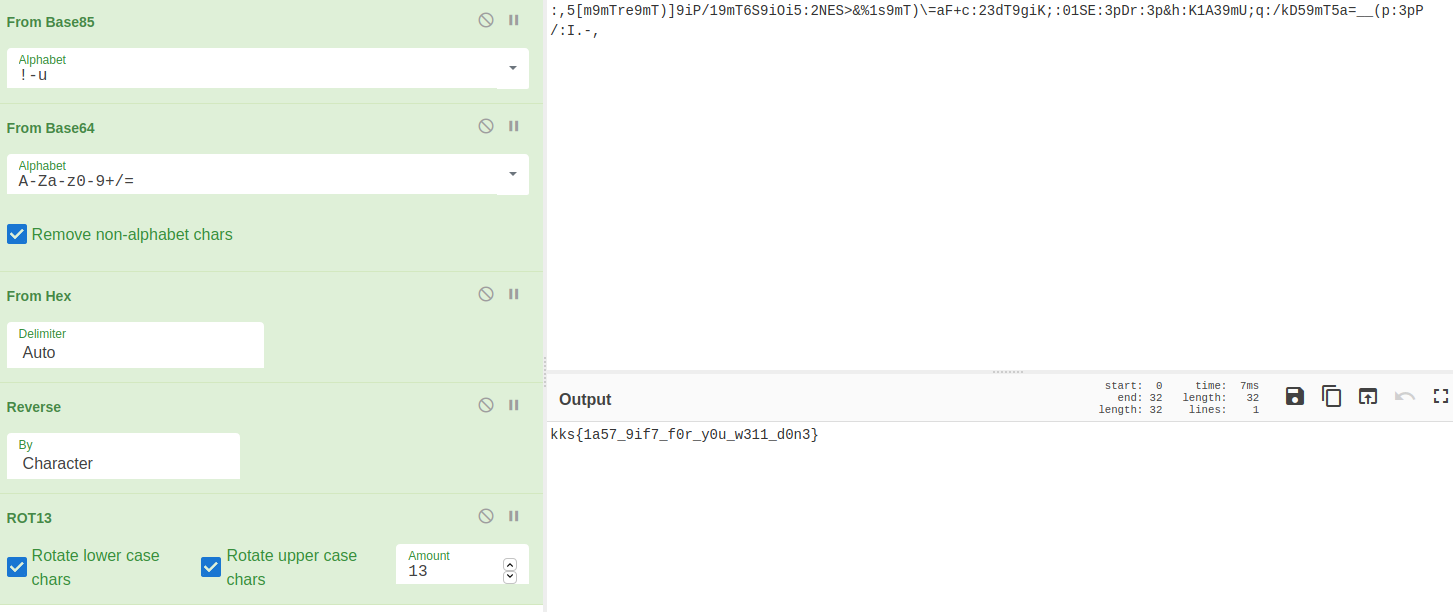 From Base85
Alphabet
!-u
From Base64
Alphabet
A-Za-z0-9+/=
Remove non-alphabet chars
From Hex
Delimiter
Auto
Reverse
By
Character
ROT13
Rotate lower case
chars
Rotate upper case
chars
Amount
13
:,5[m9mTre9mT)]9iP/19mT6S9iOi5:2NES>&%1s9mT)\=aF+c:23dT9giK;:01SE:3pDr:3p&h:K1A39mU;q:/kD59mT5a=__(p:3pP
/:I.-,
Output
start: 0
end: 32
length: 32
time: 7ms
length: 32
lines: 1
kks{1a57_9if7_f0r_y0u_w311_d0n3}